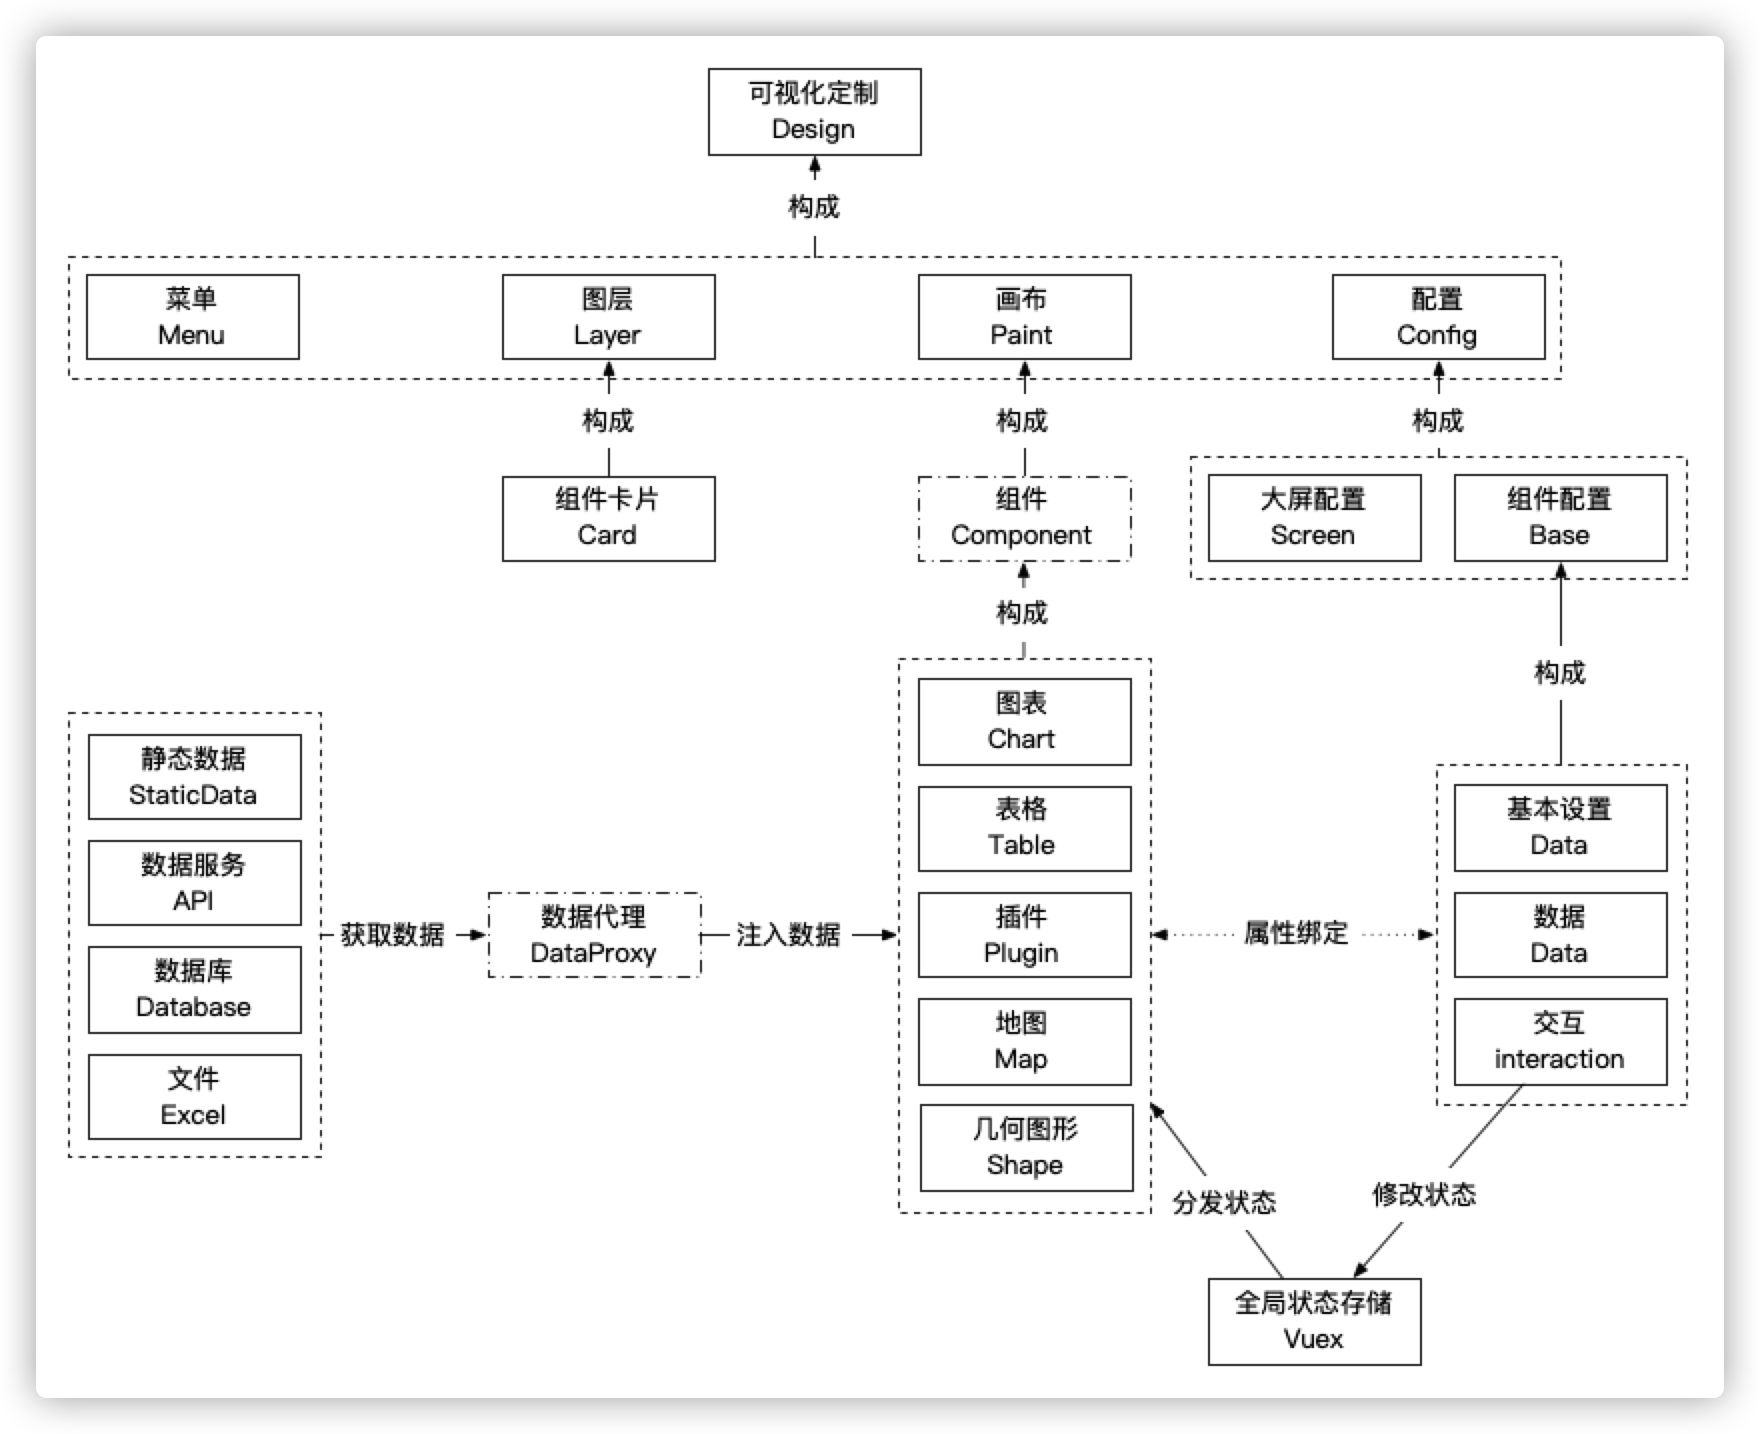 可视化定制
Design
构成
菜单
Menu
图层
Layer
画布
Paint
配置
Config
构成
构成
构成
组件卡片
Card
组件
Component
大屏配置
Screen
组件配置
Base
构成
构成
静态数据
StaticData
数据服务
API
数据库
Database
文件
Excel
获取数据
数据代理
DataProxy
注入数据
图表
Chart
表格
Table
插件
Plugin
地图
Map
几何图形
Shape
属性绑定
基本设置
Data
数据
Data
交互
interaction
分发状态
修改状态
全局状态存储
Vuex